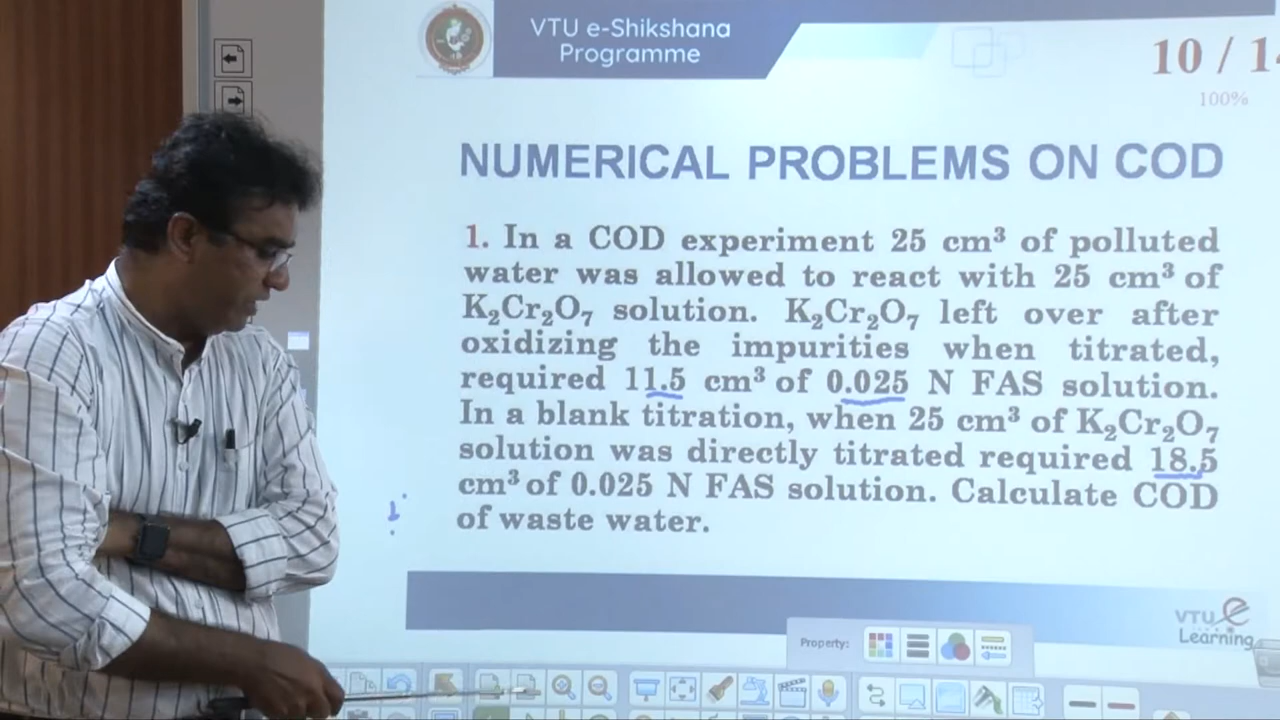 VTU e-Shikshana
Programme
10 / 14
100%
NUMERICAL PROBLEMS ON COD
1. In a COD experiment 25 cm³ of polluted
water was allowed to react with 25 cm³ of
K₂Cr₂O₇ solution. K₂Cr₂O₇ left over after
oxidizing the impurities when titrated,
required 11.5 cm³ of 0.025 N FAS solution.
In a blank titration, when 25 cm³ of K₂Cr₂O₇
solution was directly titrated required 18.5
cm³ of 0.025 N FAS solution. Calculate COD
of waste water.
VTU e
Learning
Property: